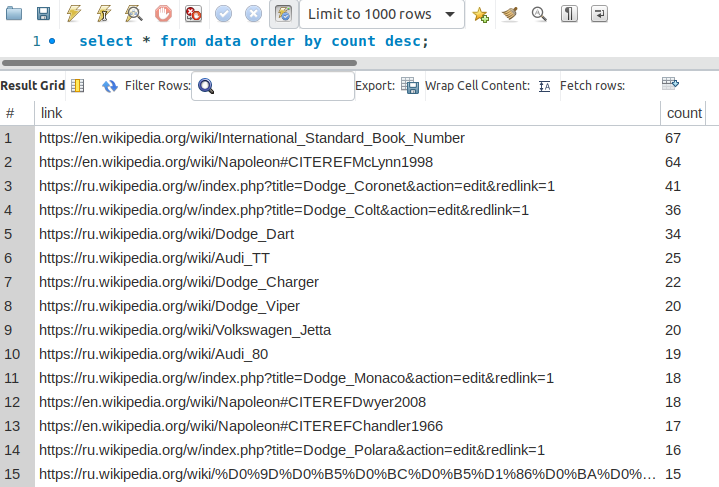 Limit to 1000 rows
1 select * from data order by count desc;
Result Grid Filter Rows: Export: Wrap Cell Content: Fetch rows:
# link count
1 https://en.wikipedia.org/wiki/International_Standard_Book_Number 67
2 https://en.wikipedia.org/wiki/Napoleon#CITEREFMcLynn1998 64
3 https://ru.wikipedia.org/w/index.php?title=Dodge_Coronet&action=edit&redlink=1 41
4 https://ru.wikipedia.org/w/index.php?title=Dodge_Colt&action=edit&redlink=1 36
5 https://ru.wikipedia.org/wiki/Dodge_Dart 34
6 https://ru.wikipedia.org/wiki/Audi_TT 25
7 https://ru.wikipedia.org/wiki/Dodge_Charger 22
8 https://ru.wikipedia.org/wiki/Dodge_Viper 20
9 https://ru.wikipedia.org/wiki/Volkswagen_Jetta 20
10 https://ru.wikipedia.org/wiki/Audi_80 19
11 https://ru.wikipedia.org/w/index.php?title=Dodge_Monaco&action=edit&redlink=1 18
12 https://en.wikipedia.org/wiki/Napoleon#CITEREFDwyer2008 18
13 https://en.wikipedia.org/wiki/Napoleon#CITEREFChandler1966 17
14 https://ru.wikipedia.org/w/index.php?title=Dodge_Polara&action=edit&redlink=1 16
15 https://ru.wikipedia.org/wiki/%D0%9D%D0%B5%D0%BC%D0%B5%D1%86%D0%BA%D0%... 15